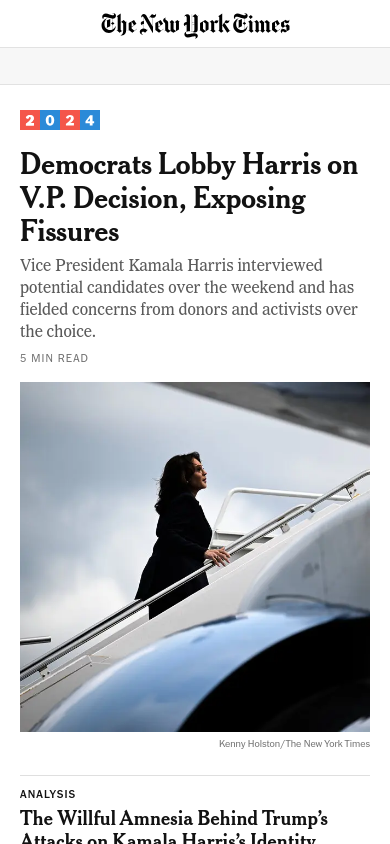 The New York Times
2024
Democrats Lobby Harris on
V.P. Decision, Exposing
Fissures
Vice President Kamala Harris interviewed
potential candidates over the weekend and has
fielded concerns from donors and activists over
the choice.
5 MIN READ
Kenny Holston/The New York Times
ANALYSIS
The Willful Amnesia Behind Trump’s
Attacks on Kamala Harris’s Identity